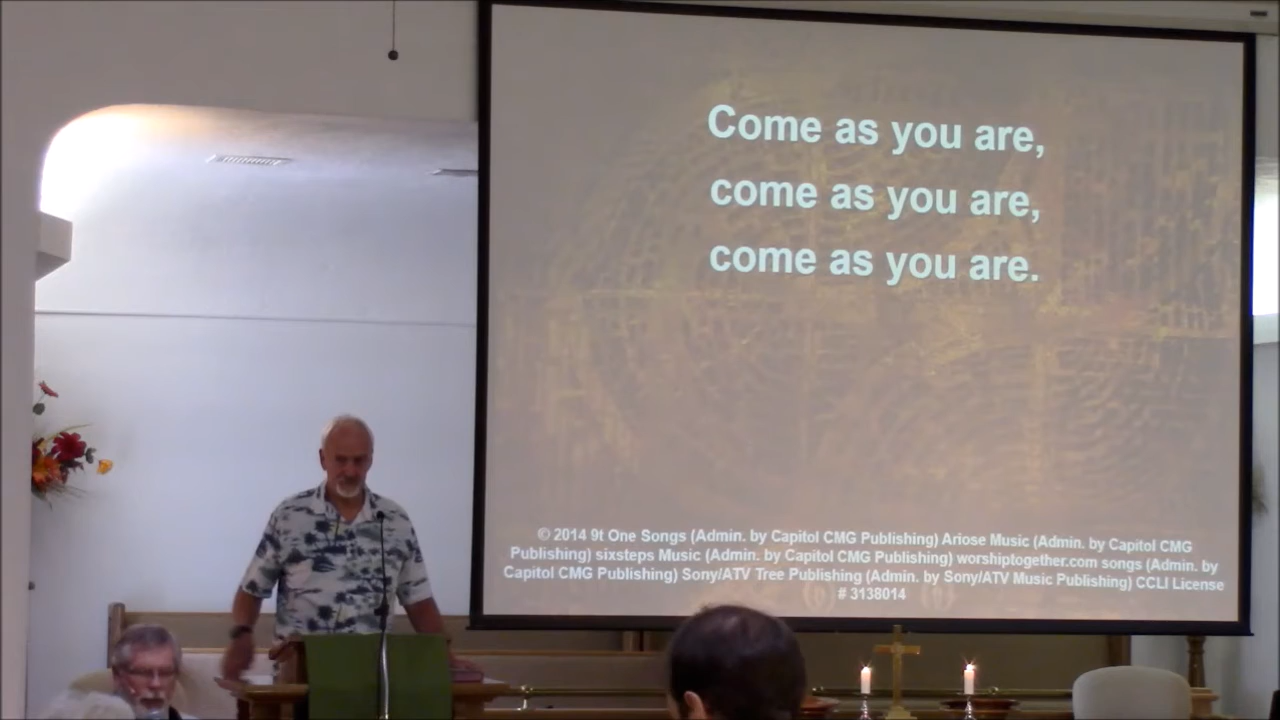 Come as you are,
come as you are,
come as you are.
© 2014 9t One Songs (Admin. by Capitol CMG Publishing) Ariose Music (Admin. by Capitol CMG
Publishing) sixsteps Music (Admin. by Capitol CMG Publishing) worshiptogether.com songs (Admin. by
Capitol CMG Publishing) Sony/ATV Tree Publishing (Admin. by Sony/ATV Music Publishing) CCLI License
# 3138014